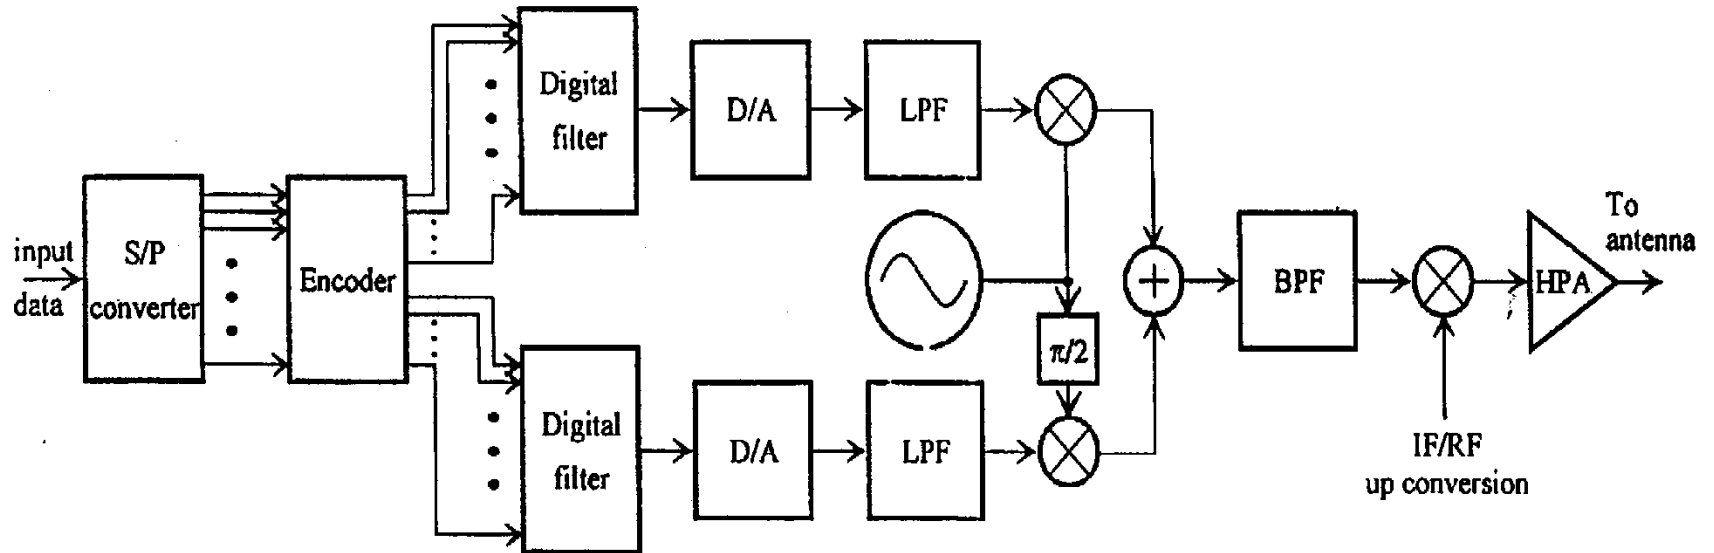 input
data
S/P
converter
Encoder
Digital
filter
D/A
LPF
Digital
filter
D/A
LPF
π/2
+
BPF
IF/RF
up conversion
HPA
To
antenna